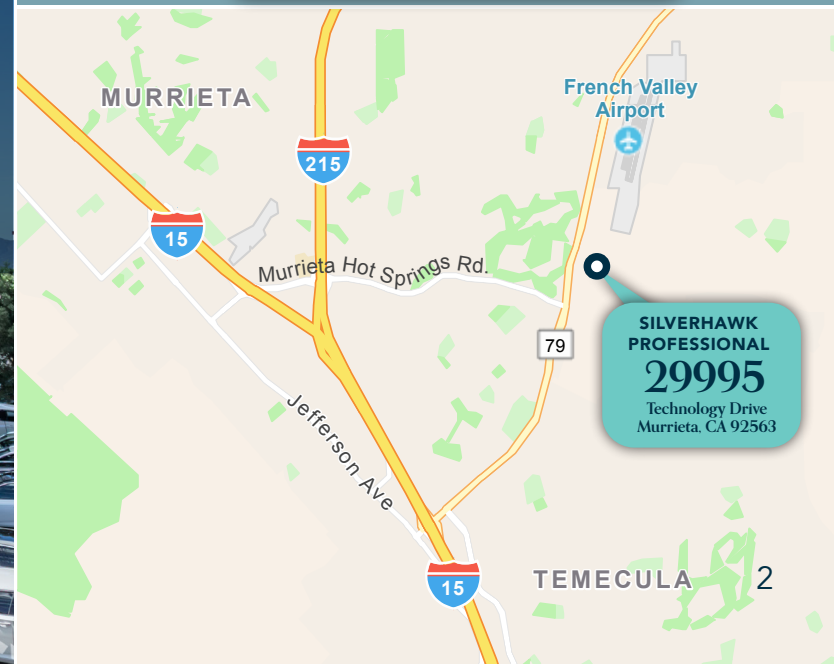 MURRIETA
French Valley
Airport
215
15
Murrieta Hot Springs Rd.
79
SILVERHAWK
PROFESSIONAL
29995
Technology Drive
Murrieta, CA 92563
Jefferson Ave
15
TEMECULA
2